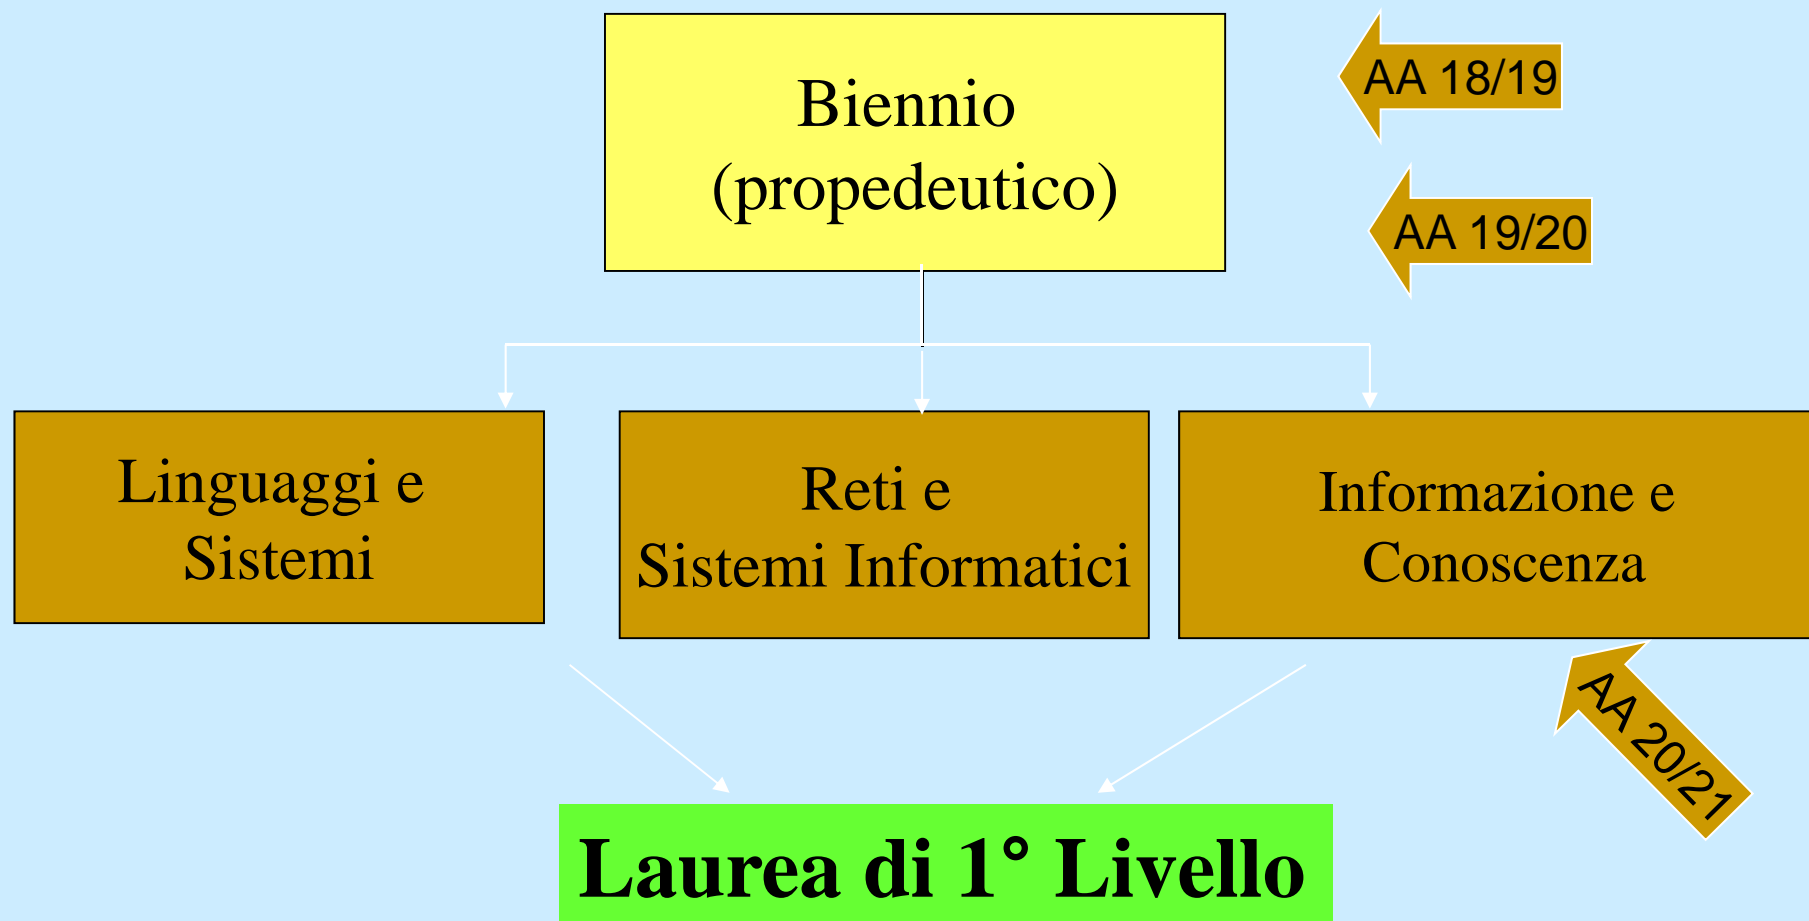 Biennio
(propedeutico)
AA 18/19
AA 19/20
Linguaggi e
Sistemi
Reti e
Sistemi Informatici
Informazione e
Conoscenza
AA 20/21
Laurea di 1° Livello